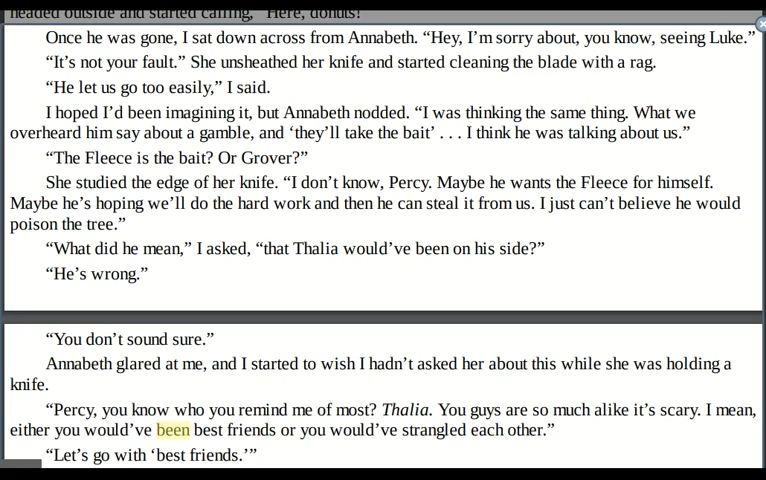 headed outside and started calling, "Here, donuts!
Once he was gone, I sat down across from Annabeth. “Hey, I’m sorry about, you know, seeing Luke.”
“It’s not your fault.” She unsheathed her knife and started cleaning the blade with a rag.
“He let us go too easily,” I said.
I hoped I’d been imagining it, but Annabeth nodded. “I was thinking the same thing. What we
overheard him say about a gamble, and ‘they’ll take the bait’ . . . I think he was talking about us.”
“The Fleece is the bait? Or Grover?”
She studied the edge of her knife. “I don’t know, Percy. Maybe he wants the Fleece for himself.
Maybe he’s hoping we’ll do the hard work and then he can steal it from us. I just can’t believe he would
poison the tree.”
“What did he mean,” I asked, “that Thalia would’ve been on his side?”
“He’s wrong.”
“You don’t sound sure.”
Annabeth glared at me, and I started to wish I hadn’t asked her about this while she was holding a
knife.
“Percy, you know who you remind me of most? Thalia. You guys are so much alike it’s scary. I mean,
either you would’ve been best friends or you would’ve strangled each other.”
“Let’s go with ‘best friends.’”